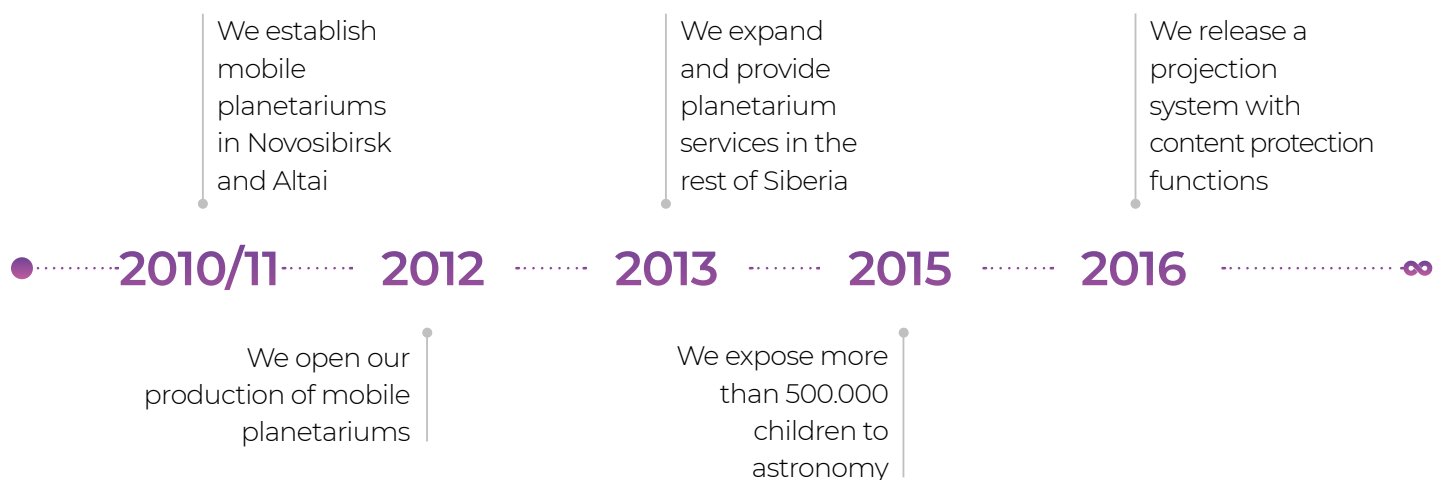 We establish
mobile
planetariums
in Novosibirsk
and Altai
We expand
and provide
planetarium
services in the
rest of Siberia
We release a
projection
system with
content protection
functions
2010/11 2012 2013 2015 2016 ∞
We open our
production of mobile
planetariums
We expose more
than 500.000
children to
astronomy